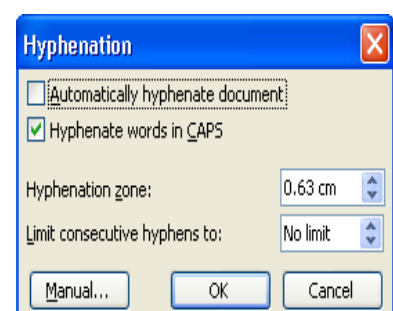 Hyphenation
Automatically hyphenate document
Hyphenate words in CAPS
Hyphenation zone: 0.63 cm
Limit consecutive hyphens to: No limit
Manual... OK Cancel